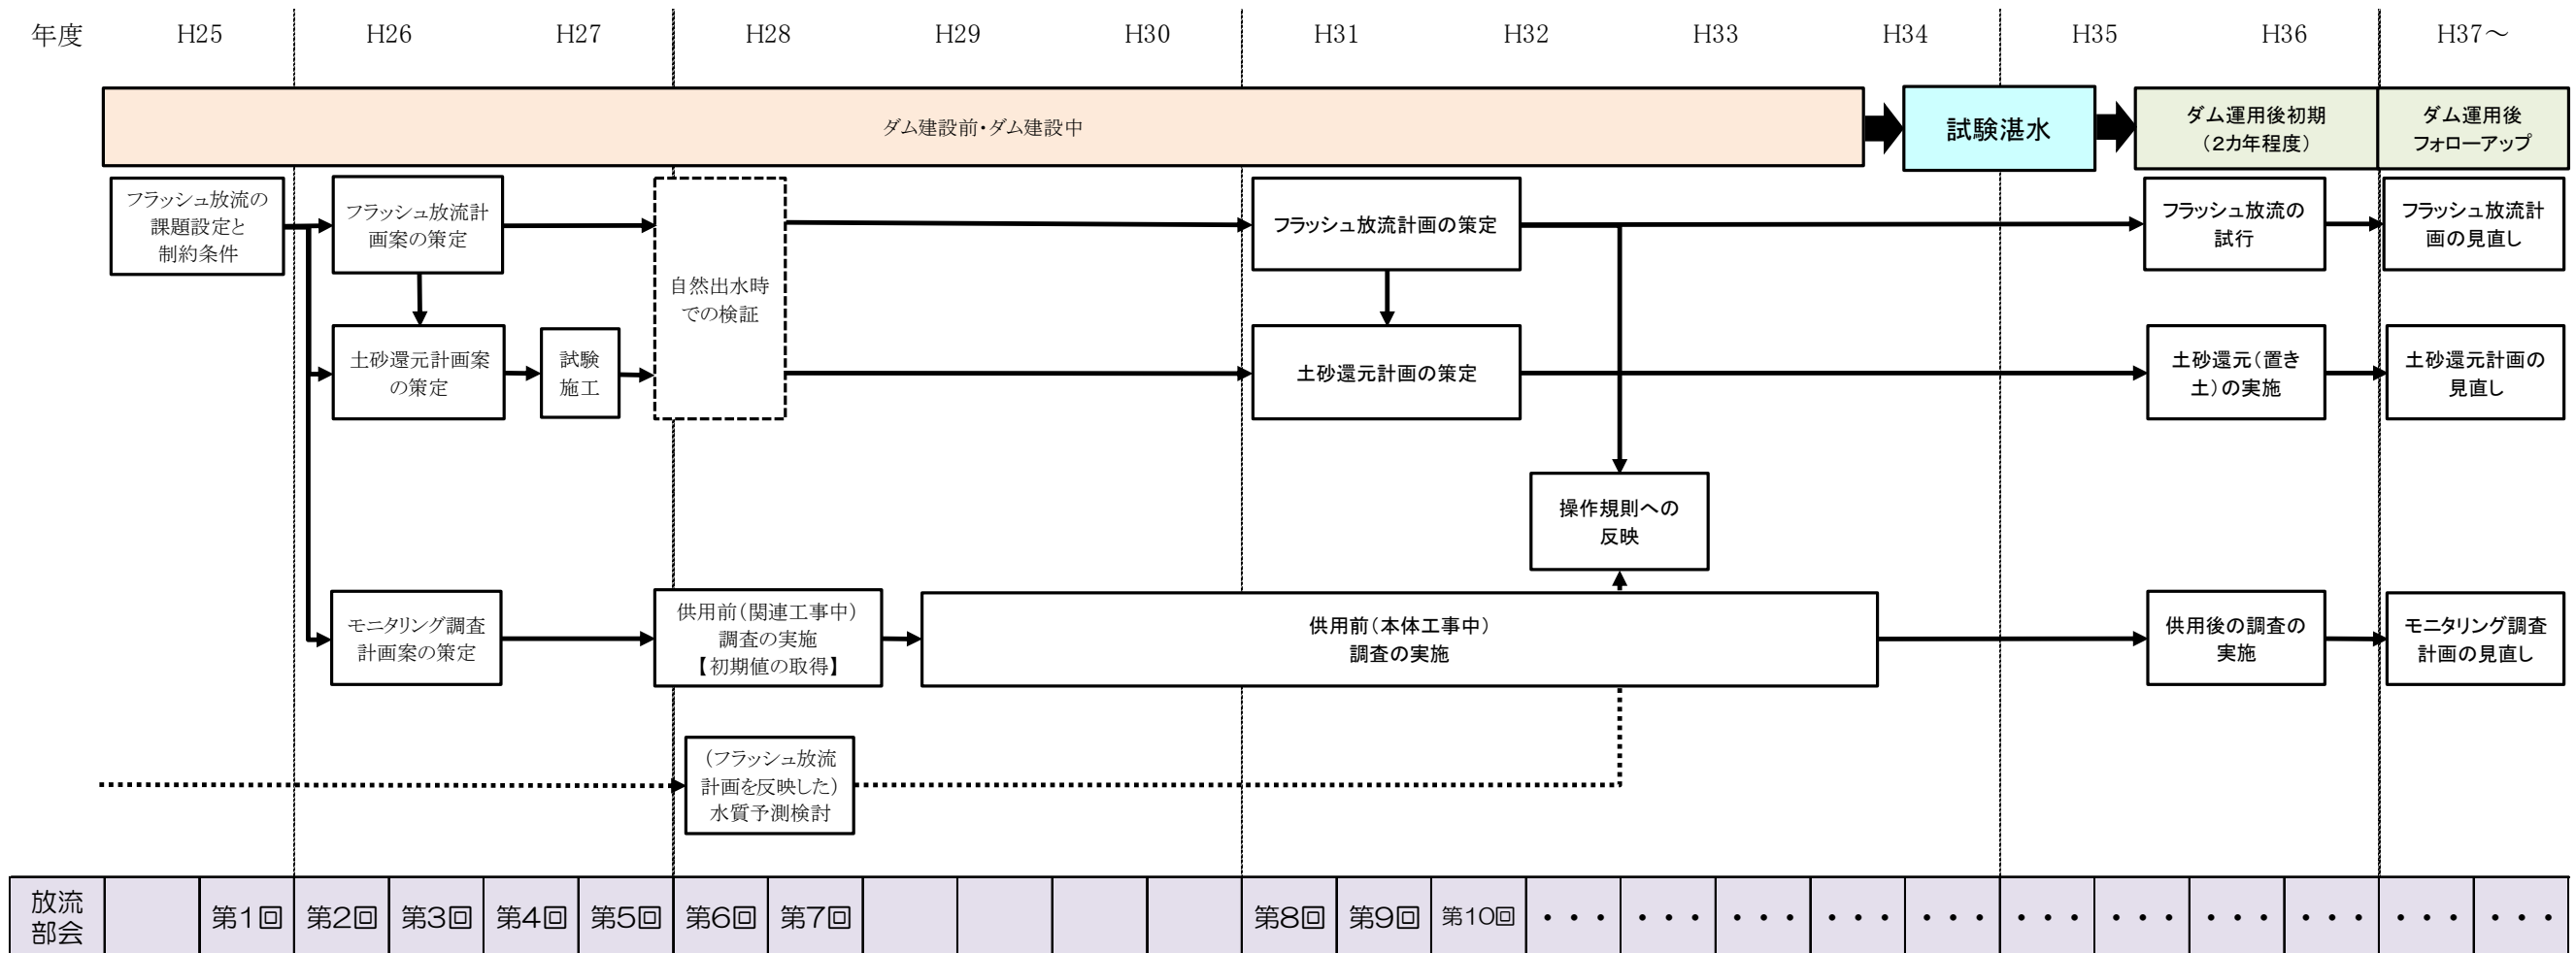 年度 H25 H26 H27 H28 H29 H30 H31 H32 H33 H34 H35 H36 H37～
ダム建設前・ダム建設中
試験湛水
ダム運用後初期
（2カ年程度）
ダム運用後
フォローアップ
フラッシュ放流の
課題設定と
制約条件
フラッシュ放流計
画案の策定
自然出水時
での検証
フラッシュ放流計画の策定
フラッシュ放流の
試行
フラッシュ放流計
画の見直し
土砂還元計画案
の策定
試験
施工
土砂還元計画の策定
土砂還元（置き
土）の実施
土砂還元計画の
見直し
操作規則への
反映
モニタリング調査
計画案の策定
供用前（関連工事中）
調査の実施
【初期値の取得】
供用前（本体工事中）
調査の実施
供用後の調査の
実施
モニタリング調査
計画の見直し
（フラッシュ放流
計画を反映した）
水質予測検討
放流
部会
第1回 第2回 第3回 第4回 第5回 第6回 第7回 第8回 第9回 第10回 ・・・ ・・・ ・・・ ・・・ ・・・ ・・・ ・・・ ・・・ ・・・ ・・・ ・・・